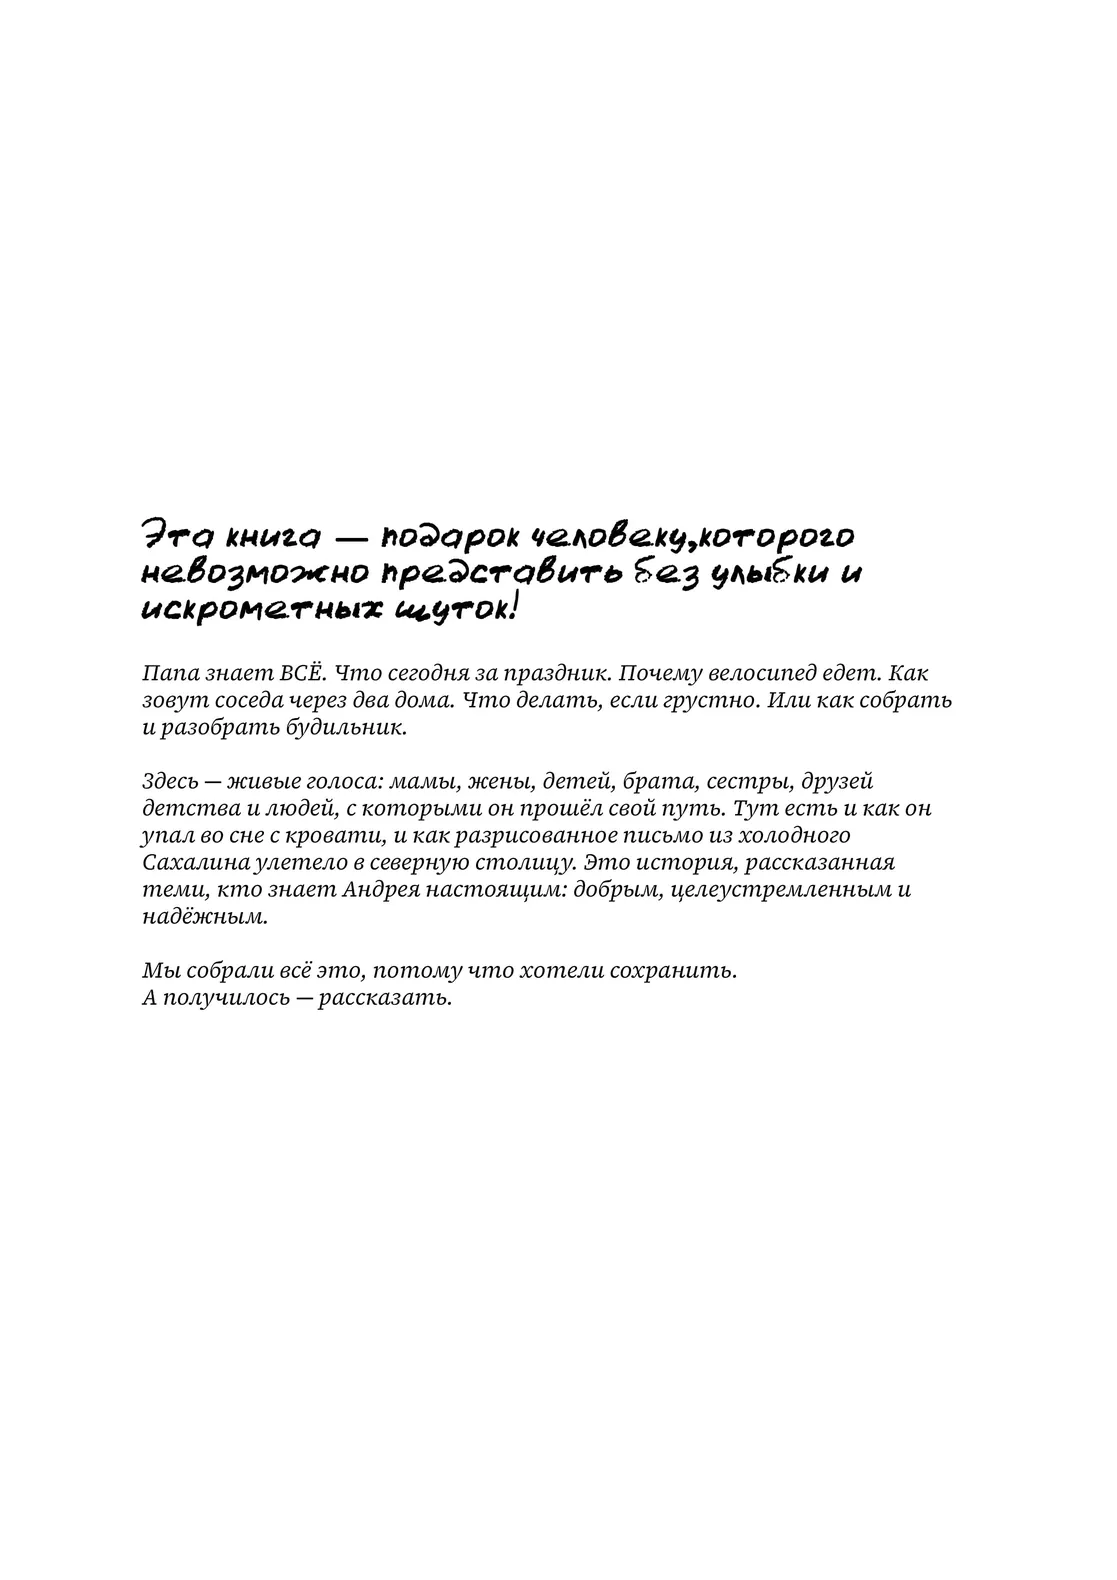 Эта книга — подарок человеку,которого
невозможно представить без улыбки и
искрометных шуток!
Папа знает ВСЁ. Что сегодня за праздник. Почему велосипед едет. Как
зовут соседа через два дома. Что делать, если грустно. Или как собрать
и разобрать будильник.
Здесь — живые голоса: мамы, жены, детей, брата, сестры, друзей
детства и людей, с которыми он прошёл свой путь. Тут есть и как он
упал во сне с кровати, и как разрисованное письмо из холодного
Сахалина улетело в северную столицу. Это история, рассказанная
теми, кто знает Андрея настоящим: добрым, целеустремленным и
надёжным.
Мы собрали всё это, потому что хотели сохранить.
А получилось — рассказать.